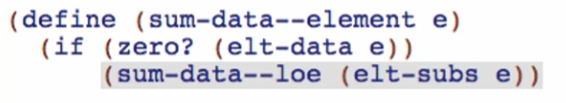 (define (sum-data--element e)
(if (zero? (elt-data e))
(sum-data--loe (elt-subs e))